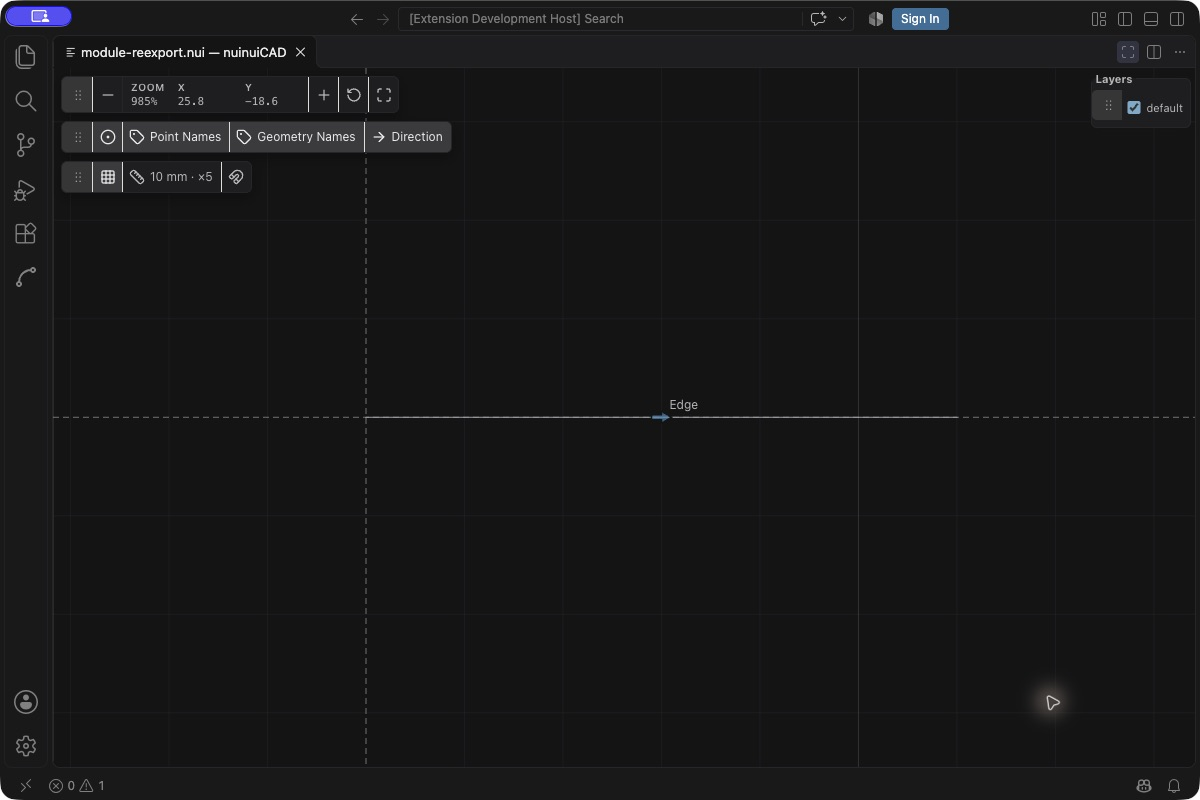 [Extension Development Host] Search
Sign In
module-reexport.nui — nuinuiCAD
ZOOM X Y
985% 25.8 −18.6
Layers
default
Point Names Geometry Names Direction
10 mm · ×5
Edge
0 1